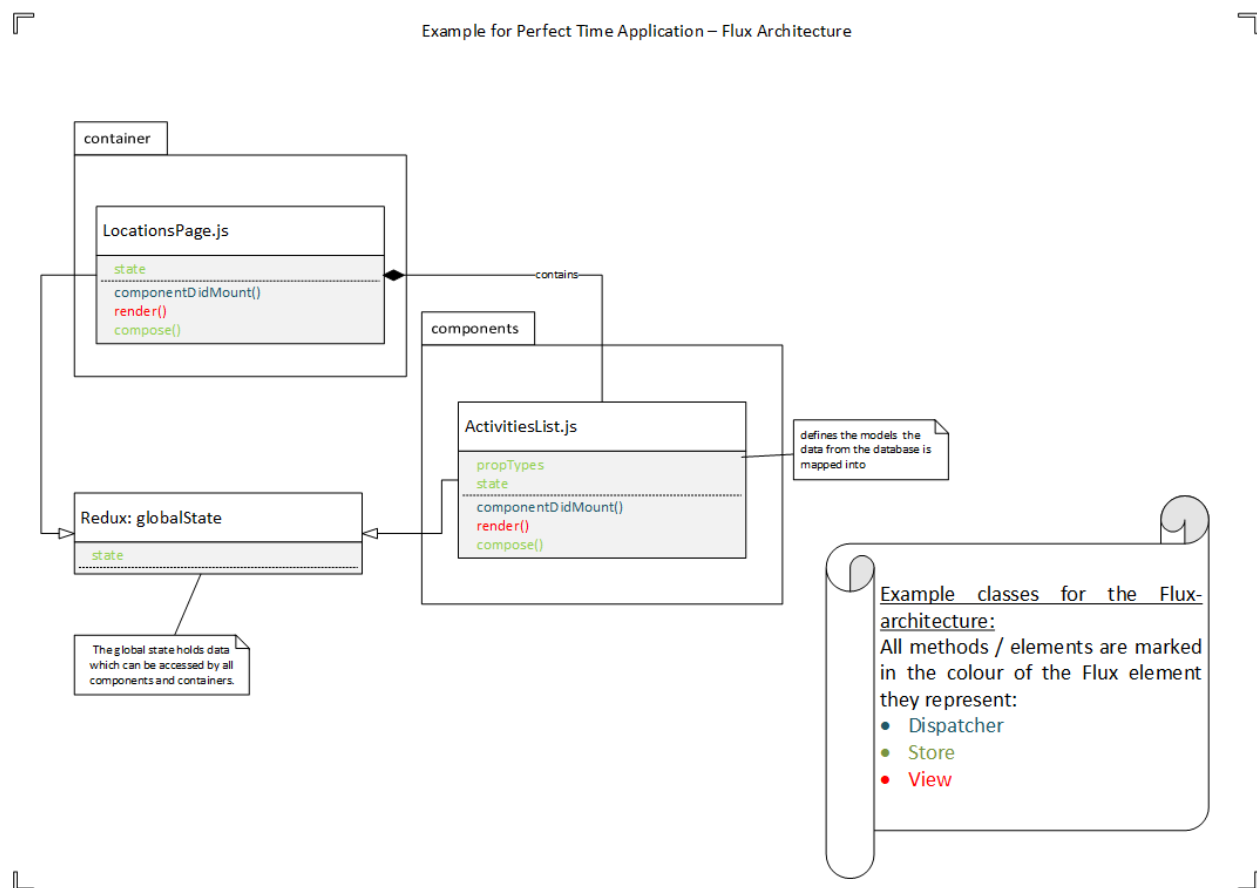 Example for Perfect Time Application – Flux Architecture
container
LocationsPage.js
state
componentDidMount()
render()
compose()
contains
components
ActivitiesList.js
propTypes
state
componentDidMount()
render()
compose()
defines the models the
data from the database is
mapped into
Redux: globalState
state
The global state holds data
which can be accessed by all
components and containers.
Example classes for the Flux-
architecture:
All methods / elements are marked
in the colour of the Flux element
they represent:
• Dispatcher
• Store
• View